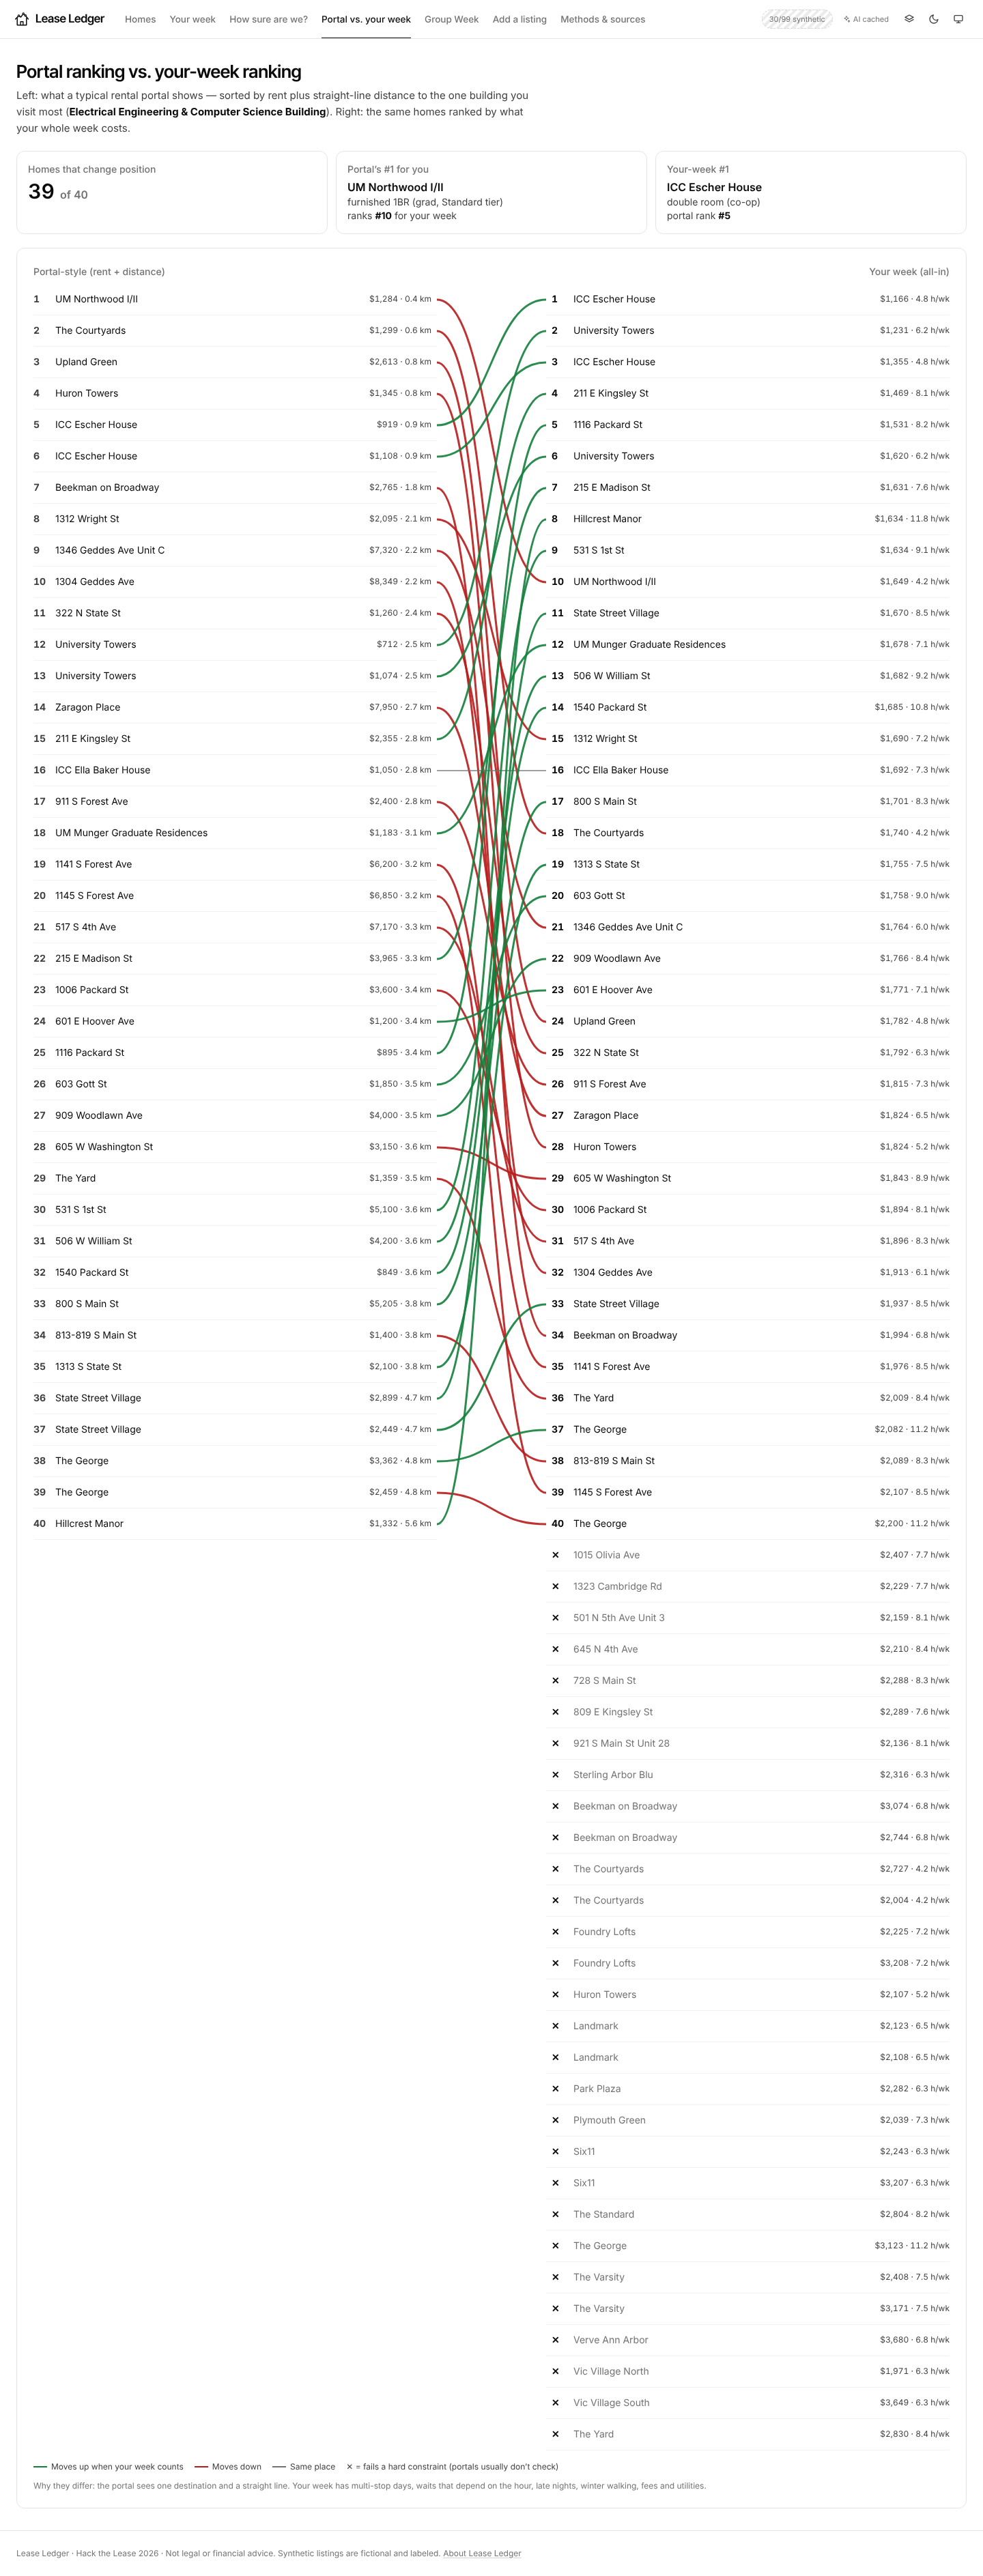 Lease Ledger
Homes
Your week
How sure are we?
Portal vs. your week
Group Week
Add a listing
Methods & sources
30/99 synthetic
AI cached
Portal ranking vs. your-week ranking
Left: what a typical rental portal shows — sorted by rent plus straight-line distance to the one building you
visit most (Electrical Engineering & Computer Science Building). Right: the same homes ranked by what
your whole week costs.
Homes that change position
39 of 40
Portal's #1 for you
UM Northwood I/II
furnished 1BR (grad, Standard tier)
ranks #10 for your week
Your-week #1
ICC Escher House
double room (co-op)
portal rank #5
Portal-style (rent + distance)
1 UM Northwood I/II $1,284 · 0.4 km
2 The Courtyards $1,299 · 0.6 km
3 Upland Green $2,613 · 0.8 km
4 Huron Towers $1,345 · 0.8 km
5 ICC Escher House $919 · 0.9 km
6 ICC Escher House $1,108 · 0.9 km
7 Beekman on Broadway $2,765 · 1.8 km
8 1312 Wright St $2,095 · 2.1 km
9 1346 Geddes Ave Unit C $7,320 · 2.2 km
10 1304 Geddes Ave $8,349 · 2.2 km
11 322 N State St $1,260 · 2.4 km
12 University Towers $712 · 2.5 km
13 University Towers $1,074 · 2.5 km
14 Zaragon Place $7,950 · 2.7 km
15 211 E Kingsley St $2,355 · 2.8 km
16 ICC Ella Baker House $1,050 · 2.8 km
17 911 S Forest Ave $2,400 · 2.8 km
18 UM Munger Graduate Residences $1,183 · 3.1 km
19 1141 S Forest Ave $6,200 · 3.2 km
20 1145 S Forest Ave $6,850 · 3.2 km
21 517 S 4th Ave $7,170 · 3.3 km
22 215 E Madison St $3,965 · 3.3 km
23 1006 Packard St $3,600 · 3.4 km
24 601 E Hoover Ave $1,200 · 3.4 km
25 1116 Packard St $895 · 3.4 km
26 603 Gott St $1,850 · 3.5 km
27 909 Woodlawn Ave $4,000 · 3.5 km
28 605 W Washington St $3,150 · 3.6 km
29 The Yard $1,359 · 3.5 km
30 531 S 1st St $5,100 · 3.6 km
31 506 W William St $4,200 · 3.6 km
32 1540 Packard St $849 · 3.6 km
33 800 S Main St $5,205 · 3.8 km
34 813-819 S Main St $1,400 · 3.8 km
35 1313 S State St $2,100 · 3.8 km
36 State Street Village $2,899 · 4.7 km
37 State Street Village $2,449 · 4.7 km
38 The George $3,362 · 4.8 km
39 The George $2,459 · 4.8 km
40 Hillcrest Manor $1,332 · 5.6 km
Your week (all-in)
1 ICC Escher House $1,166 · 4.8 h/wk
2 University Towers $1,231 · 6.2 h/wk
3 ICC Escher House $1,355 · 4.8 h/wk
4 211 E Kingsley St $1,469 · 8.1 h/wk
5 1116 Packard St $1,531 · 8.2 h/wk
6 University Towers $1,620 · 6.2 h/wk
7 215 E Madison St $1,631 · 7.6 h/wk
8 Hillcrest Manor $1,634 · 11.8 h/wk
9 531 S 1st St $1,634 · 9.1 h/wk
10 UM Northwood I/II $1,649 · 4.2 h/wk
11 State Street Village $1,670 · 8.5 h/wk
12 UM Munger Graduate Residences $1,678 · 7.1 h/wk
13 506 W William St $1,682 · 9.2 h/wk
14 1540 Packard St $1,685 · 10.8 h/wk
15 1312 Wright St $1,690 · 7.2 h/wk
16 ICC Ella Baker House $1,692 · 7.3 h/wk
17 800 S Main St $1,701 · 8.3 h/wk
18 The Courtyards $1,740 · 4.2 h/wk
19 1313 S State St $1,755 · 7.5 h/wk
20 603 Gott St $1,758 · 9.0 h/wk
21 1346 Geddes Ave Unit C $1,764 · 6.0 h/wk
22 909 Woodlawn Ave $1,766 · 8.4 h/wk
23 601 E Hoover Ave $1,771 · 7.1 h/wk
24 Upland Green $1,782 · 4.8 h/wk
25 322 N State St $1,792 · 6.3 h/wk
26 911 S Forest Ave $1,815 · 7.3 h/wk
27 Zaragon Place $1,824 · 6.5 h/wk
28 Huron Towers $1,824 · 5.2 h/wk
29 605 W Washington St $1,843 · 8.9 h/wk
30 1006 Packard St $1,894 · 8.1 h/wk
31 517 S 4th Ave $1,896 · 8.3 h/wk
32 1304 Geddes Ave $1,913 · 6.1 h/wk
33 State Street Village $1,937 · 8.5 h/wk
34 Beekman on Broadway $1,994 · 6.8 h/wk
35 1141 S Forest Ave $1,976 · 8.5 h/wk
36 The Yard $2,009 · 8.4 h/wk
37 The George $2,082 · 11.2 h/wk
38 813-819 S Main St $2,089 · 8.3 h/wk
39 1145 S Forest Ave $2,107 · 8.5 h/wk
40 The George $2,200 · 11.2 h/wk
✕ 1015 Olivia Ave $2,407 · 7.7 h/wk
✕ 1323 Cambridge Rd $2,229 · 7.7 h/wk
✕ 501 N 5th Ave Unit 3 $2,159 · 8.1 h/wk
✕ 645 N 4th Ave $2,210 · 8.4 h/wk
✕ 728 S Main St $2,288 · 8.3 h/wk
✕ 809 E Kingsley St $2,289 · 7.6 h/wk
✕ 921 S Main St Unit 28 $2,136 · 8.1 h/wk
✕ Sterling Arbor Blu $2,316 · 6.3 h/wk
✕ Beekman on Broadway $3,074 · 6.8 h/wk
✕ Beekman on Broadway $2,744 · 6.8 h/wk
✕ The Courtyards $2,727 · 4.2 h/wk
✕ The Courtyards $2,004 · 4.2 h/wk
✕ Foundry Lofts $2,225 · 7.2 h/wk
✕ Foundry Lofts $3,208 · 7.2 h/wk
✕ Huron Towers $2,107 · 5.2 h/wk
✕ Landmark $2,123 · 6.5 h/wk
✕ Landmark $2,108 · 6.5 h/wk
✕ Park Plaza $2,282 · 6.3 h/wk
✕ Plymouth Green $2,039 · 7.3 h/wk
✕ Six11 $2,243 · 6.3 h/wk
✕ Six11 $3,207 · 6.3 h/wk
✕ The Standard $2,804 · 8.2 h/wk
✕ The George $3,123 · 11.2 h/wk
✕ The Varsity $2,408 · 7.5 h/wk
✕ The Varsity $3,171 · 7.5 h/wk
✕ Verve Ann Arbor $3,680 · 6.8 h/wk
✕ Vic Village North $1,971 · 6.3 h/wk
✕ Vic Village South $3,649 · 6.3 h/wk
✕ The Yard $2,830 · 8.4 h/wk
Moves up when your week counts
Moves down
Same place
✕ = fails a hard constraint (portals usually don't check)
Why they differ: the portal sees one destination and a straight line. Your week has multi-stop days, waits that depend on the hour, late nights, winter walking, fees and utilities.
Lease Ledger · Hack the Lease 2026 · Not legal or financial advice. Synthetic listings are fictional and labeled. About Lease Ledger